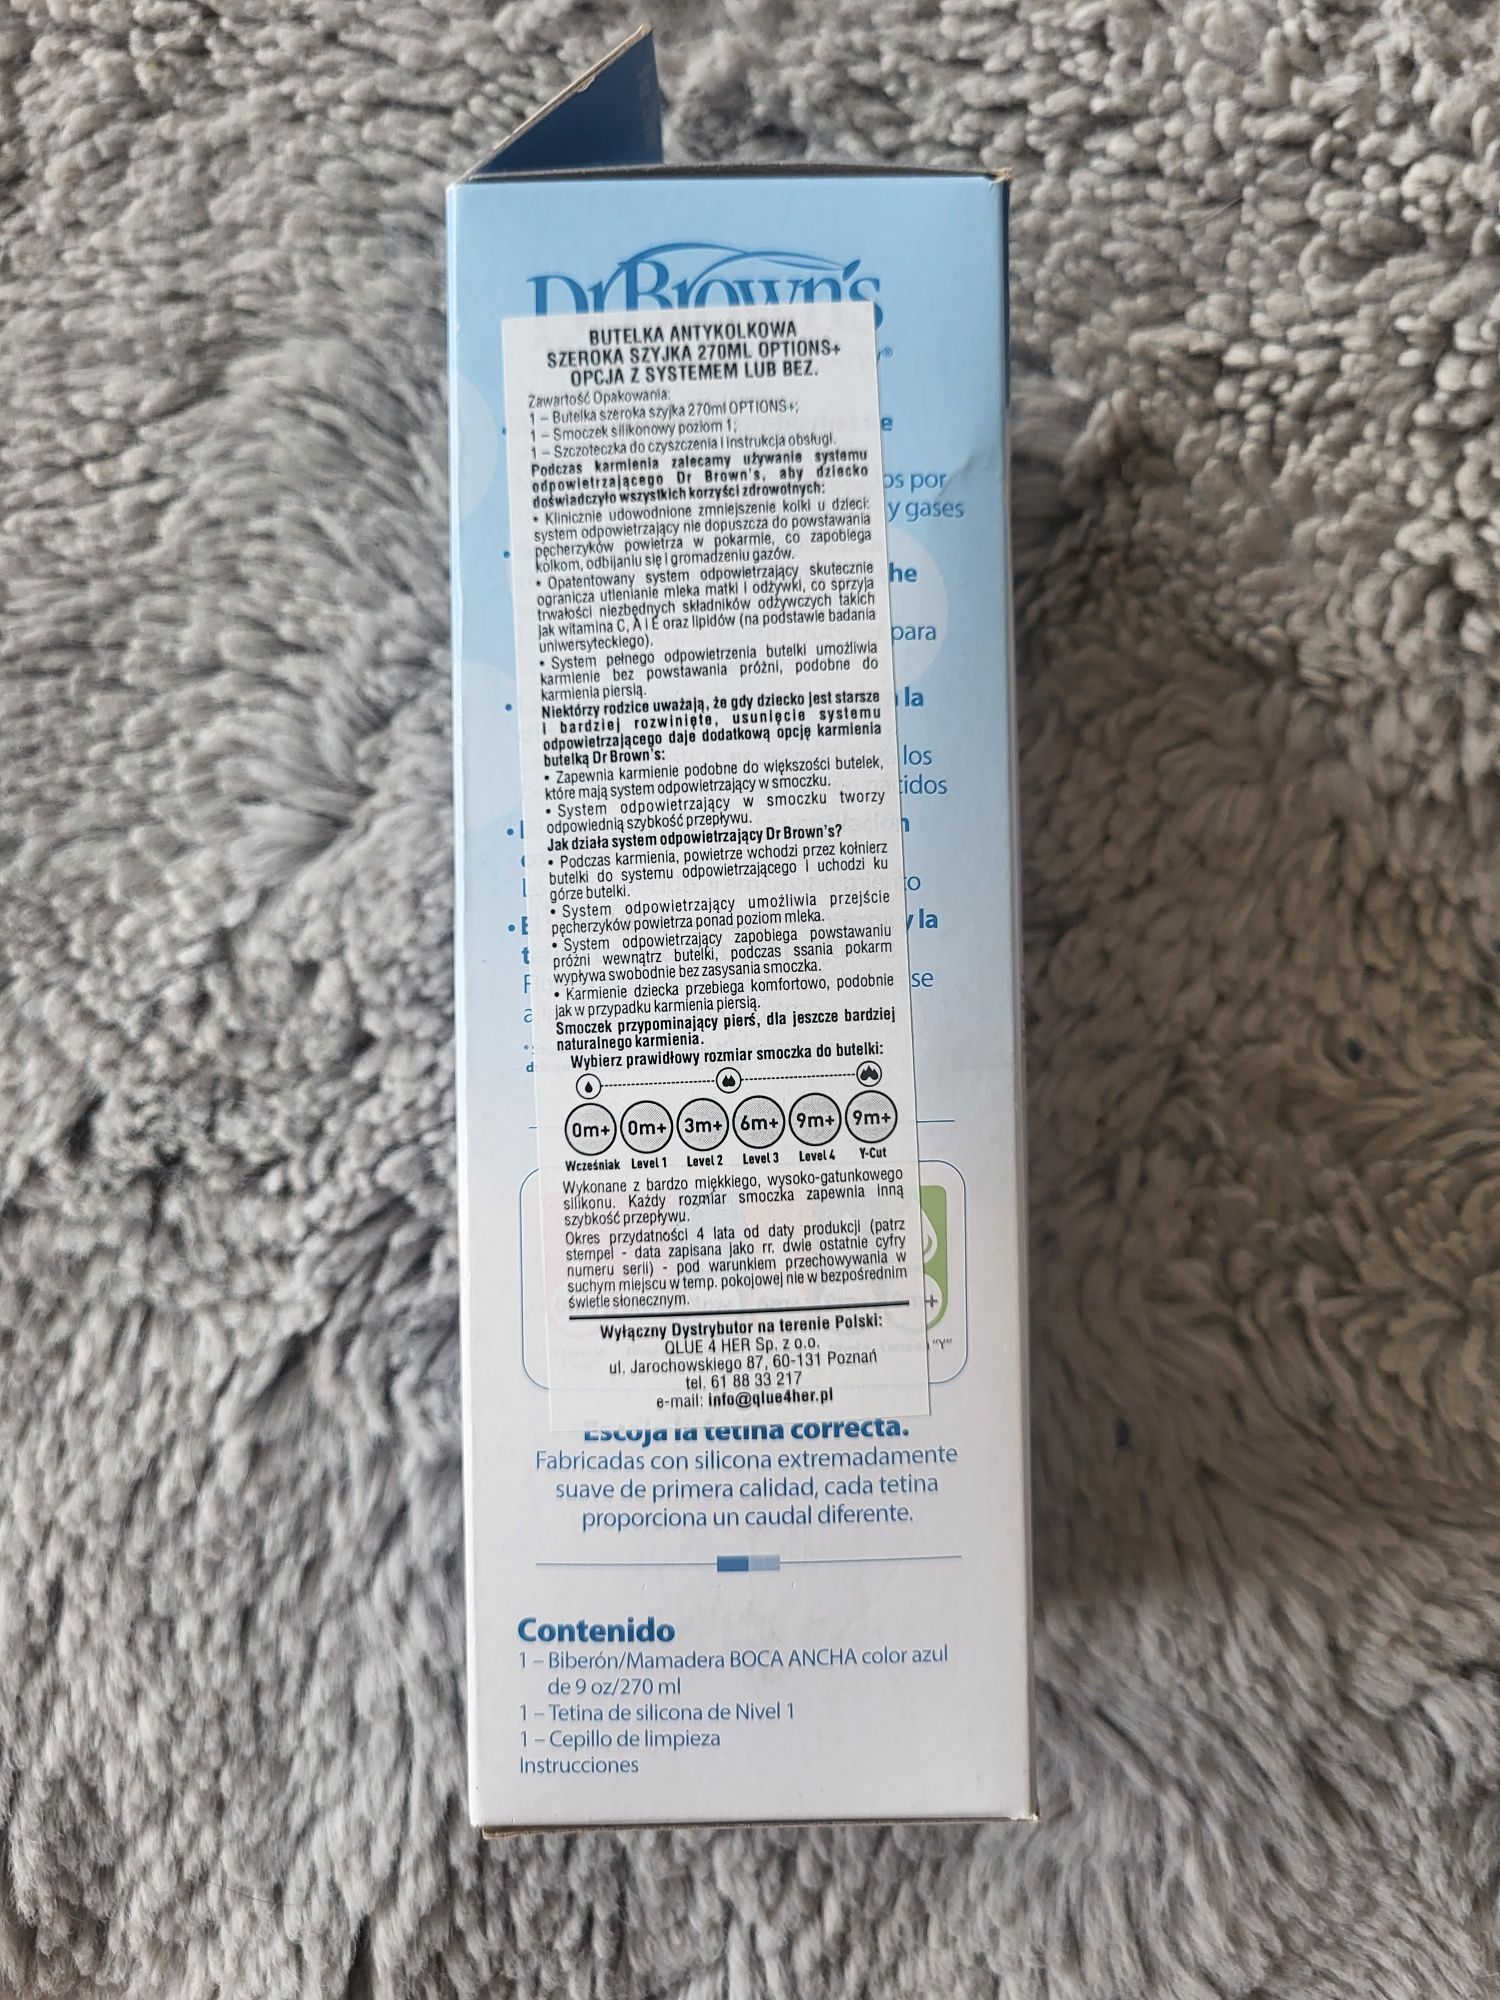 Dr Brown's
BUTELKA ANTYKOLKOWA
SZEROKA SZYJKA 270ML OPTIONS+
OPCJA Z SYSTEMEM LUB BEZ.
Zawartość Opakowania:
1 – Butelka szeroka szyjka 270ml OPTIONS+;
1 – Smoczek silikonowy poziom 1;
1 – Szczoteczka do czyszczenia i instrukcja obsługi.
Podczas karmienia zalecamy używanie systemu
odpowietrzającego Dr Brown's, aby dziecko
doświadczyło wszystkich korzyści zdrowotnych:
• Klinicznie udowodnione zmniejszenie kolki u dzieci:
system odpowietrzający nie dopuszcza do powstawania
pęcherzyków powietrza w pokarmie, co zapobiega
kolkom, odbijaniu się i gromadzeniu gazów.
• Opatentowany system odpowietrzający skutecznie
ogranicza utlenianie mleka matki i odżywki, co sprzyja
trwałości niezbędnych składników odżywczych takich
jak witamina C, A i E oraz lipidów (na podstawie badania
uniwersyteckiego).
• System pełnego odpowietrzenia butelki umożliwia
karmienie bez powstawania próżni, podobne do
karmienia piersią.
Niektórzy rodzice uważają, że gdy dziecko jest starsze
i bardziej rozwinięte, usunięcie systemu
odpowietrzającego daje dodatkową opcję karmienia
butelką Dr Brown's:
• Zapewnia karmienie podobne do większości butelek,
które mają system odpowietrzający w smoczku.
• System odpowietrzający w smoczku tworzy
odpowiednią szybkość przepływu.
Jak działa system odpowietrzający Dr Brown's?
• Podczas karmienia, powietrze wchodzi przez kołnierz
butelki do systemu odpowietrzającego i uchodzi ku
górze butelki.
• System odpowietrzający umożliwia przejście
pęcherzyków powietrza ponad poziom mleka.
• System odpowietrzający zapobiega powstawaniu
próżni wewnątrz butelki, podczas ssania pokarm
wypływa swobodnie bez zasysania smoczka.
• Karmienie dziecka przebiega komfortowo, podobnie
jak w przypadku karmienia piersią.
Smoczek przypominający pierś, dla jeszcze bardziej
naturalnego karmienia.
Wybierz prawidłowy rozmiar smoczka do butelki:
0m+ 0m+ 3m+ 6m+ 9m+ 9m+
Wcześniak Level 1 Level 2 Level 3 Level 4 Y-Cut
Wykonane z bardzo miękkiego, wysoko-gatunkowego
silikonu. Każdy rozmiar smoczka zapewnia inną
szybkość przepływu.
Okres przydatności 4 lata od daty produkcji (patrz
stempel - data zapisana jako rr. dwie ostatnie cyfry
numeru serii) - pod warunkiem przechowywania w
suchym miejscu w temp. pokojowej nie w bezpośrednim
świetle słonecznym.
Wyłączny Dystrybutor na terenie Polski:
QLUE 4 HER Sp. z o.o.
ul. Jarochowskiego 87, 60-131 Poznań
tel. 61 88 33 217
e-mail: info@qlue4her.pl
por
y gases
para
la
los
y la
se
"Y"
Escoja la tetina correcta.
Fabricadas con silicona extremadamente
suave de primera calidad, cada tetina
proporciona un caudal diferente.
Contenido
1 – Biberón/Mamadera BOCA ANCHA color azul
de 9 oz/270 ml
1 – Tetina de silicona de Nivel 1
1 – Cepillo de limpieza
Instrucciones